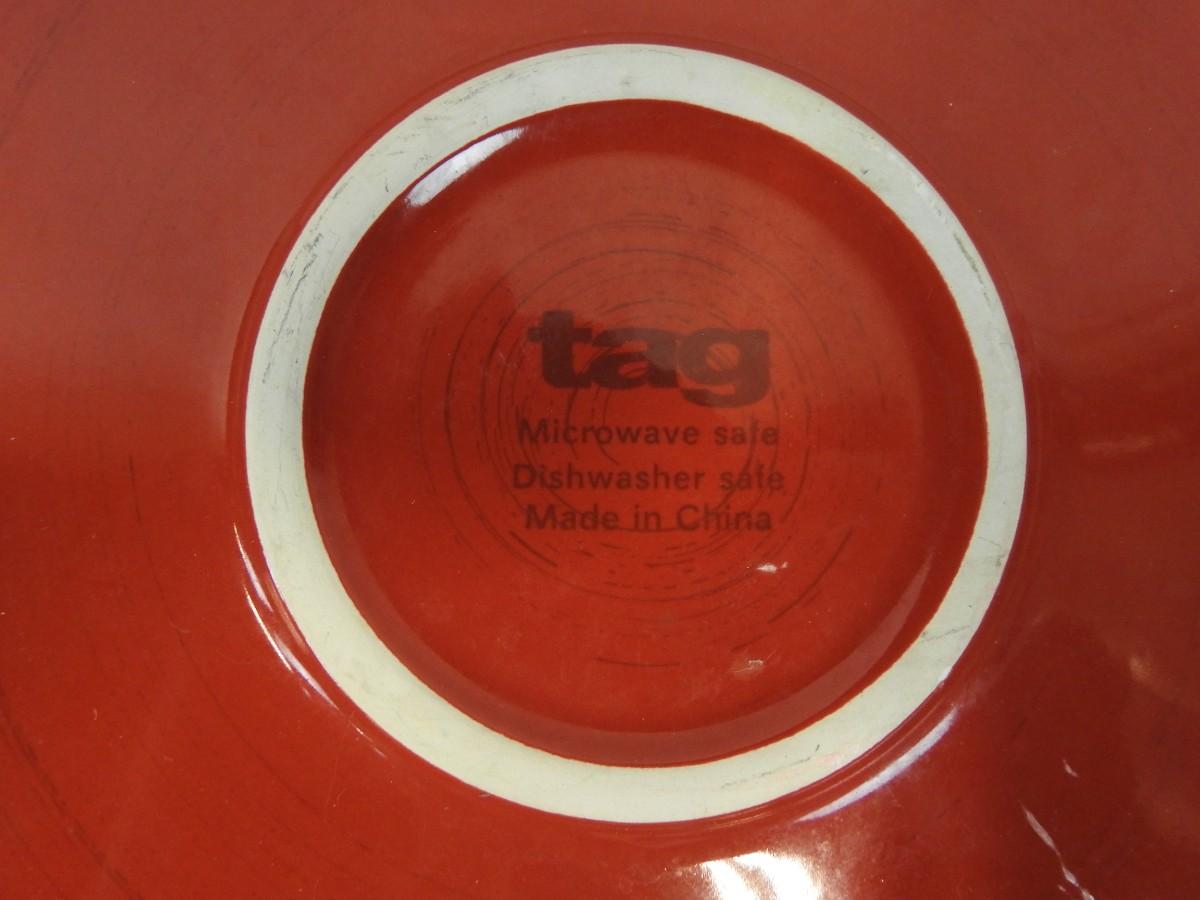 tag
Microwave safe
Dishwasher safe
Made in China